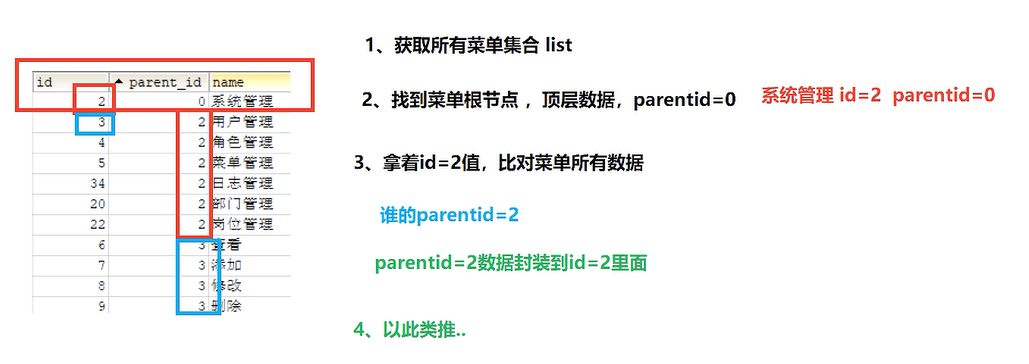 id parent_id name
2 0 系统管理
3 2 用户管理
4 2 角色管理
5 2 菜单管理
34 2 日志管理
20 2 部门管理
22 2 岗位管理
6 3 查看
7 3 添加
8 3 修改
9 3 删除
1、获取所有菜单集合 list
2、找到菜单根节点 ，顶层数据，parentid=0 系统管理 id=2 parentid=0
3、拿着id=2值，比对菜单所有数据
谁的parentid=2
parentid=2数据封装到id=2里面
4、以此类推..